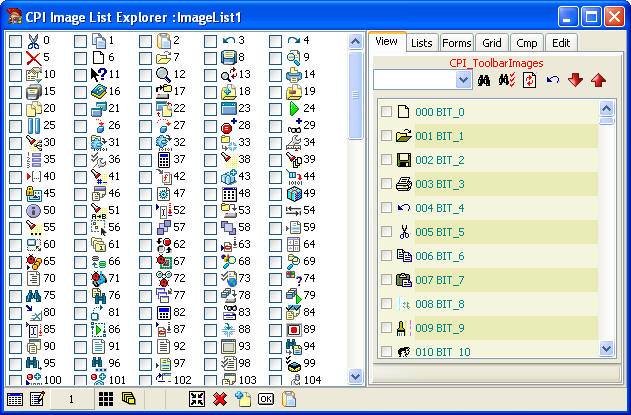 CPI Image List Explorer :ImageList1
0 1 2 3 4
5 6 7 8 9
10 11 12 13 14
15 16 17 18 19
20 21 22 23 24
25 26 27 28 29
30 31 32 33 34
35 36 37 38 39
40 41 42 43 44
45 46 47 48 49
50 51 52 53 54
55 56 57 58 59
60 61 62 63 64
65 66 67 68 69
70 71 72 73 74
75 76 77 78 79
80 81 82 83 84
85 86 87 88 89
90 91 92 93 94
95 96 97 98 99
100 101 102 103 104
View Lists Forms Grid Cmp Edit
CPI_ToolbarImages
000 BIT_0
001 BIT_1
002 BIT_2
003 BIT_3
004 BIT_4
005 BIT_5
006 BIT_6
007 BIT_7
008 BIT_8
009 BIT_9
010 BIT_10
1 OK